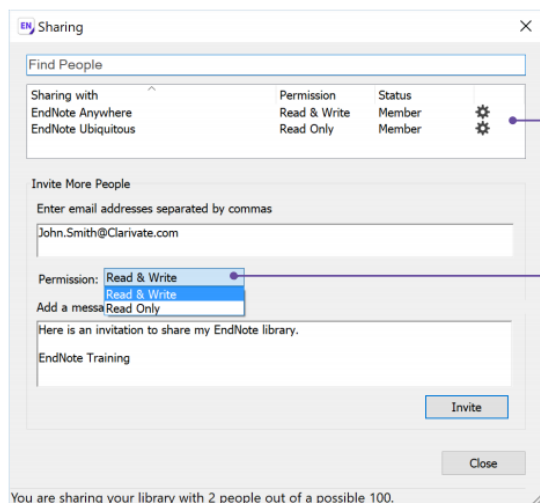 EN Sharing
Find People
Sharing with Permission Status
EndNote Anywhere Read & Write Member
EndNote Ubiquitous Read Only Member
Invite More People
Enter email addresses separated by commas
John.Smith@Clarivate.com
Permission: Read & Write
Read & Write
Add a messa Read Only
Here is an invitation to share my EndNote library.
EndNote Training
Invite
Close
You are sharing your library with 2 people out of a possible 100.